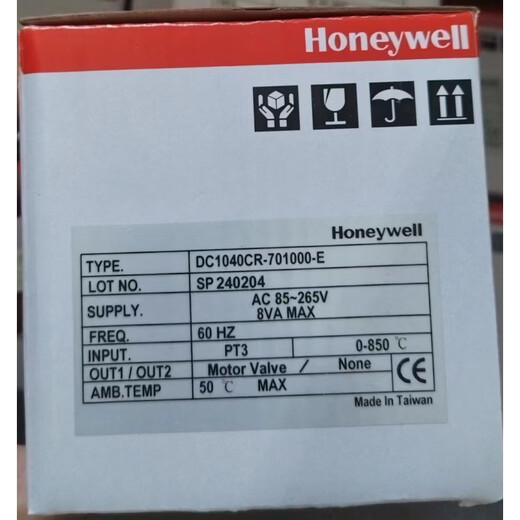 Honeywell
Honeywell
TYPE. DC1040CR-701000-E
LOT NO. SP 240204
SUPPLY. AC 85~265V
8VA MAX
FREQ. 60 HZ
INPUT. PT3 0-850 ℃
OUT1 / OUT2 Motor Valve / None
AMB.TEMP 50 ℃ MAX
CE
Made In Taiwan